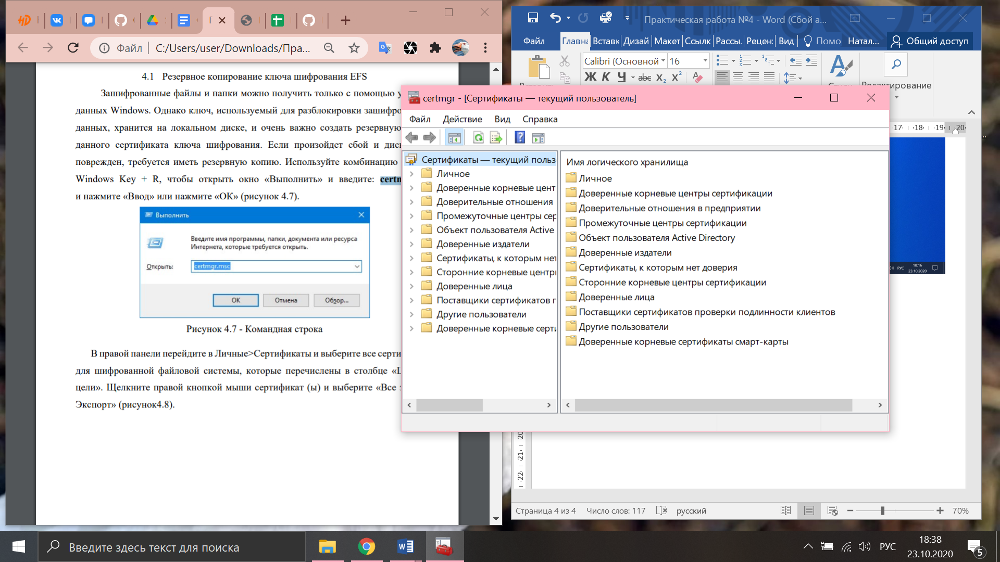 Файл
C:/Users/user/Downloads/Пра...
4.1 Резервное копирование ключа шифрования EFS
Зашифрованные файлы и папки можно получить только с помощью
данных Windows. Однако ключ, используемый для разблокировки
данных, хранится на локальном диске, и очень важно создать резервную
данного сертификата ключа шифрования. Если произойдет сбой и
поврежден, требуется иметь резервную копию. Используйте комбинацию
Windows Key + R, чтобы открыть окно «Выполнить» и введите:
и нажмите «Ввод» или нажмите «ОК» (рисунок 4.7).
Выполнить
Введите имя программы, папки, документа или ресурса
Интернета, которые требуется открыть.
Открыть:
certmgr.msc
ОК
Отмена
Обзор...
Рисунок 4.7 - Командная строка
В правой панели перейдите в Личные>Сертификаты и выберите все
для шифрованной файловой системы, которые перечислены в столбце
цели». Щелкните правой кнопкой мыши сертификат (ы) и выберите «Все
Экспорт» (рисунок4.8).
Практическая работа №4 - Word (Сбой а...
Файл
Главна
Вставк
Дизай
Макет
Ссылк
Рассы.
Рецен:
Вид
Помо
Натал...
Общий доступ
Calibri (Основной
16
Ж К Ч abc X₂ X²
Редактирование
17 18 19 20
certmgr - [Сертификаты — текущий пользователь]
Файл Действие Вид Справка
Сертификаты — текущий польз
Личное
Доверенные корневые цент
Доверительные отношения
Промежуточные центры сер
Объект пользователя Active
Доверенные издатели
Сертификаты, к которым нет
Сторонние корневые центры
Доверенные лица
Поставщики сертификатов п
Другие пользователи
Доверенные корневые серти
Имя логического хранилища
Личное
Доверенные корневые центры сертификации
Доверительные отношения в предприятии
Промежуточные центры сертификации
Объект пользователя Active Directory
Доверенные издатели
Сертификаты, к которым нет доверия
Сторонние корневые центры сертификации
Доверенные лица
Поставщики сертификатов проверки подлинности клиентов
Другие пользователи
Доверенные корневые сертификаты смарт-карты
РУС
18:16
23.10.2020
20
21
22
Страница 4 из 4
Число слов: 117
русский
70%
Введите здесь текст для поиска
РУС
18:38
23.10.2020
5